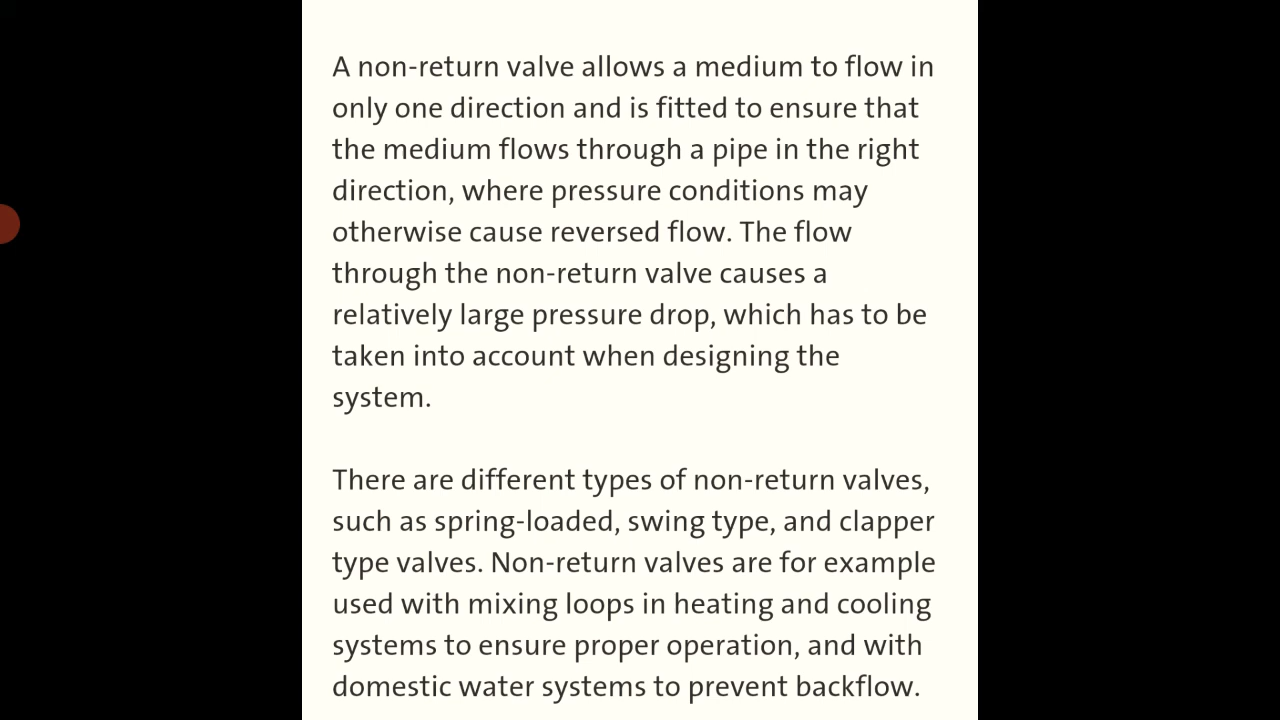 A non-return valve allows a medium to flow in
only one direction and is fitted to ensure that
the medium flows through a pipe in the right
direction, where pressure conditions may
otherwise cause reversed flow. The flow
through the non-return valve causes a
relatively large pressure drop, which has to be
taken into account when designing the
system.
There are different types of non-return valves,
such as spring-loaded, swing type, and clapper
type valves. Non-return valves are for example
used with mixing loops in heating and cooling
systems to ensure proper operation, and with
domestic water systems to prevent backflow.